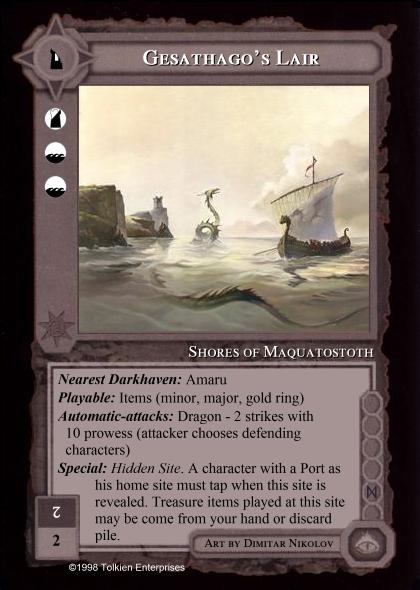 Gesathago's Lair
Shores of Maquatostoth
Nearest Darkhaven: Amaru
Playable: Items (minor, major, gold ring)
Automatic-attacks: Dragon - 2 strikes with
10 prowess (attacker chooses defending
characters)
Special: Hidden Site. A character with a Port as
his home site must tap when this site is
revealed. Treasure items played at this site
may be come from your hand or discard
pile.
2
2
Art by Dimitar Nikolov
©1998 Tolkien Enterprises